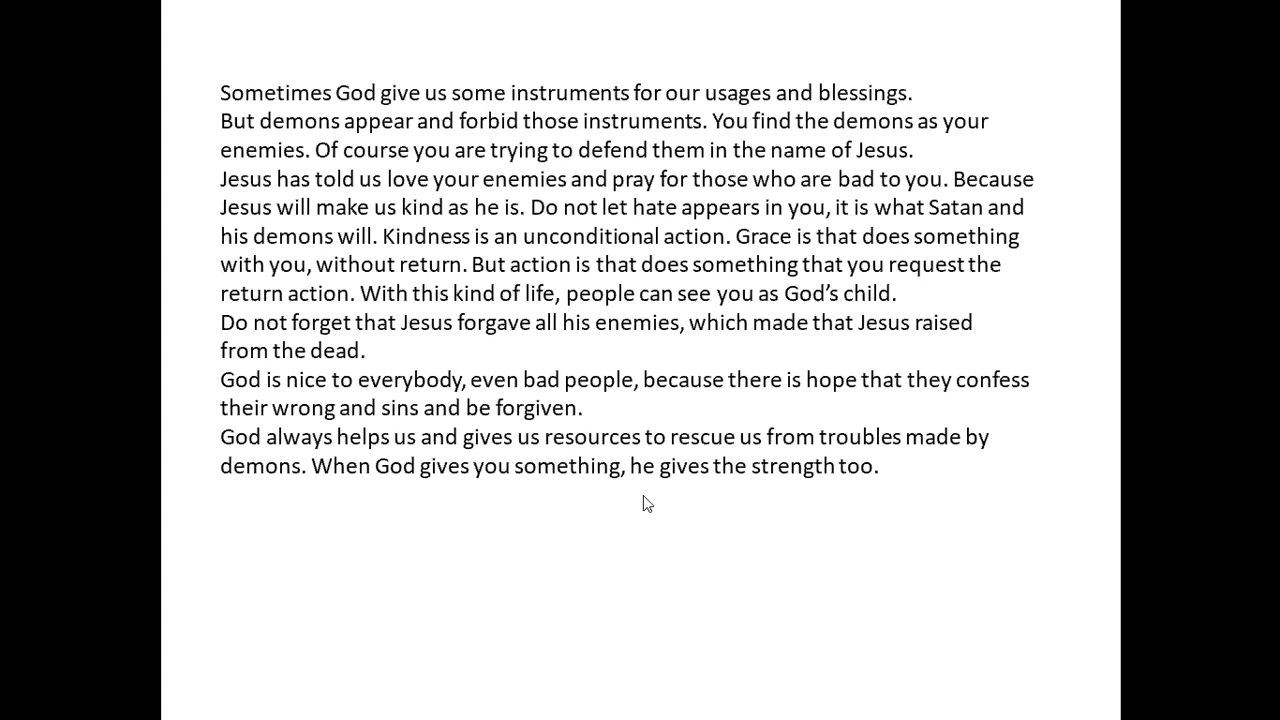 Sometimes God give us some instruments for our usages and blessings.
But demons appear and forbid those instruments. You find the demons as your
enemies. Of course you are trying to defend them in the name of Jesus.
Jesus has told us love your enemies and pray for those who are bad to you. Because
Jesus will make us kind as he is. Do not let hate appears in you, it is what Satan and
his demons will. Kindness is an unconditional action. Grace is that does something
with you, without return. But action is that does something that you request the
return action. With this kind of life, people can see you as God’s child.
Do not forget that Jesus forgave all his enemies, which made that Jesus raised
from the dead.
God is nice to everybody, even bad people, because there is hope that they confess
their wrong and sins and be forgiven.
God always helps us and gives us resources to rescue us from troubles made by
demons. When God gives you something, he gives the strength too.